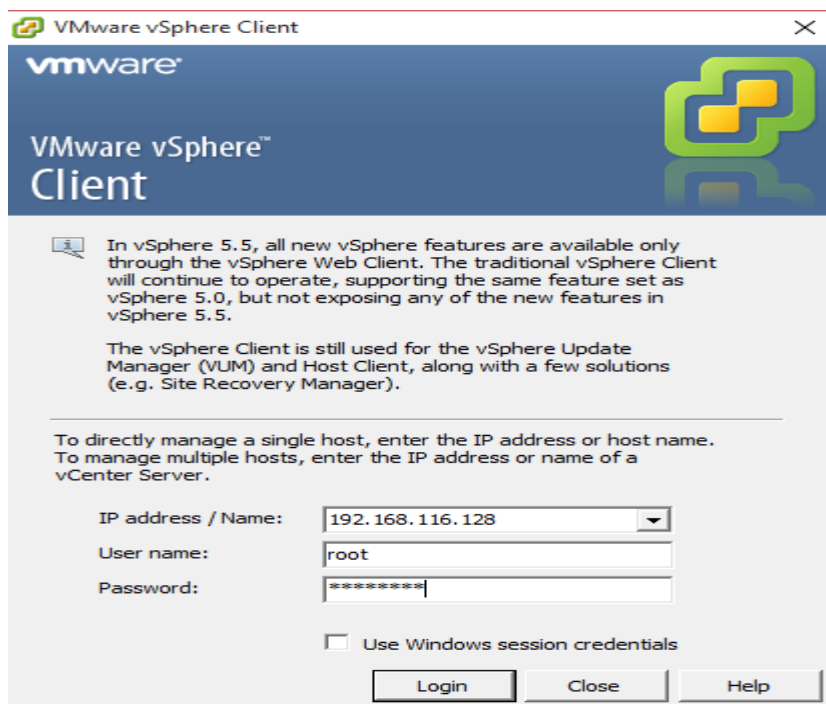 VMware vSphere Client
vmware®
VMware vSphere™
Client
In vSphere 5.5, all new vSphere features are available only
through the vSphere Web Client. The traditional vSphere Client
will continue to operate, supporting the same feature set as
vSphere 5.0, but not exposing any of the new features in
vSphere 5.5.
The vSphere Client is still used for the vSphere Update
Manager (VUM) and Host Client, along with a few solutions
(e.g. Site Recovery Manager).
To directly manage a single host, enter the IP address or host name.
To manage multiple hosts, enter the IP address or name of a
vCenter Server.
IP address / Name: 192.168.116.128
User name: root
Password: ********
Use Windows session credentials
Login Close Help